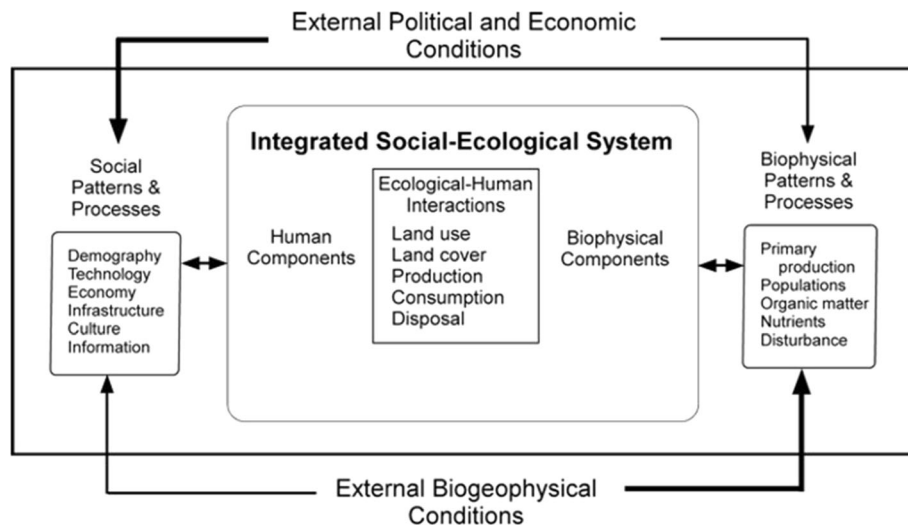 External Political and Economic
Conditions
Integrated Social-Ecological System
Social
Patterns &
Processes
Biophysical
Patterns &
Processes
Ecological-Human
Interactions
Land use
Land cover
Production
Consumption
Disposal
Human
Components
Biophysical
Components
Demography
Technology
Economy
Infrastructure
Culture
Information
Primary
production
Populations
Organic matter
Nutrients
Disturbance
External Biogeophysical
Conditions